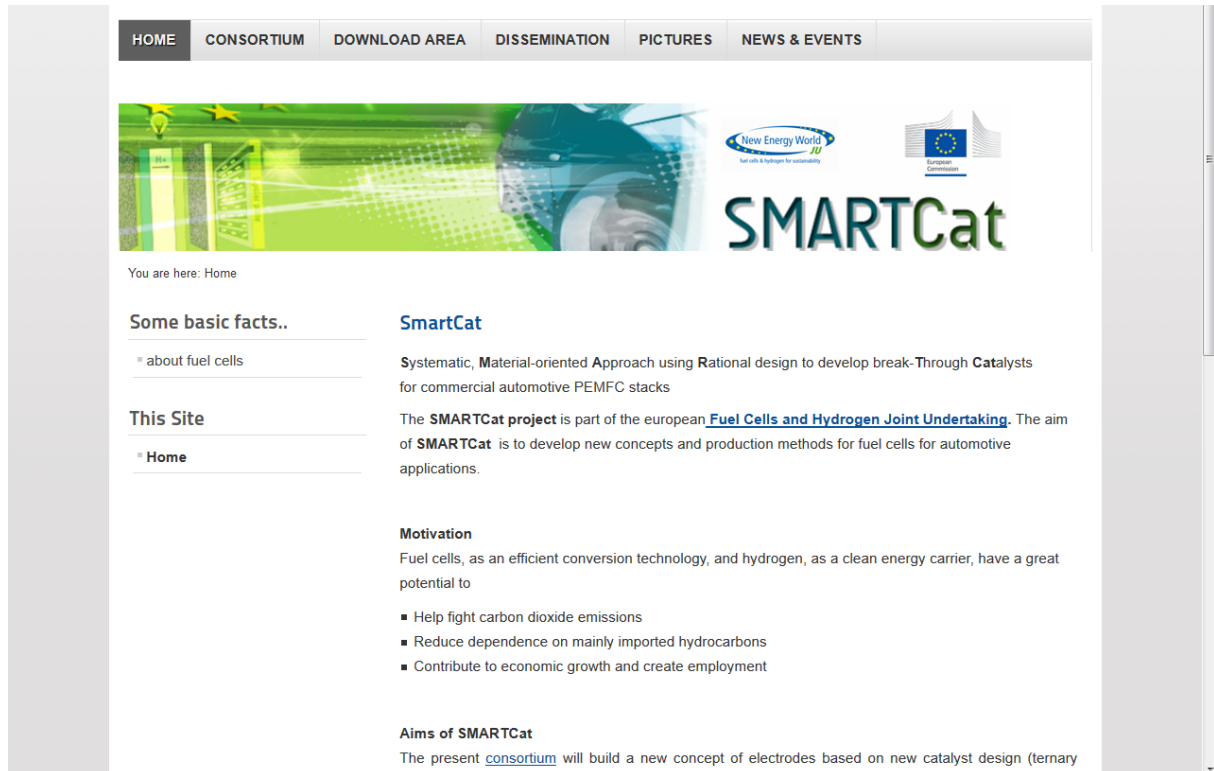 HOME CONSORTIUM DOWNLOAD AREA DISSEMINATION PICTURES NEWS & EVENTS
H+
New Energy World
JU
fuel cells & hydrogen for sustainability
European
Commission
SMARTCat
You are here: Home
Some basic facts..
about fuel cells
This Site
Home
SmartCat
Systematic, Material-oriented Approach using Rational design to develop break-Through Catalysts
for commercial automotive PEMFC stacks
The SMARTCat project is part of the european Fuel Cells and Hydrogen Joint Undertaking. The aim
of SMARTCat is to develop new concepts and production methods for fuel cells for automotive
applications.
Motivation
Fuel cells, as an efficient conversion technology, and hydrogen, as a clean energy carrier, have a great
potential to
Help fight carbon dioxide emissions
Reduce dependence on mainly imported hydrocarbons
Contribute to economic growth and create employment
Aims of SMARTCat
The present consortium will build a new concept of electrodes based on new catalyst design (ternary